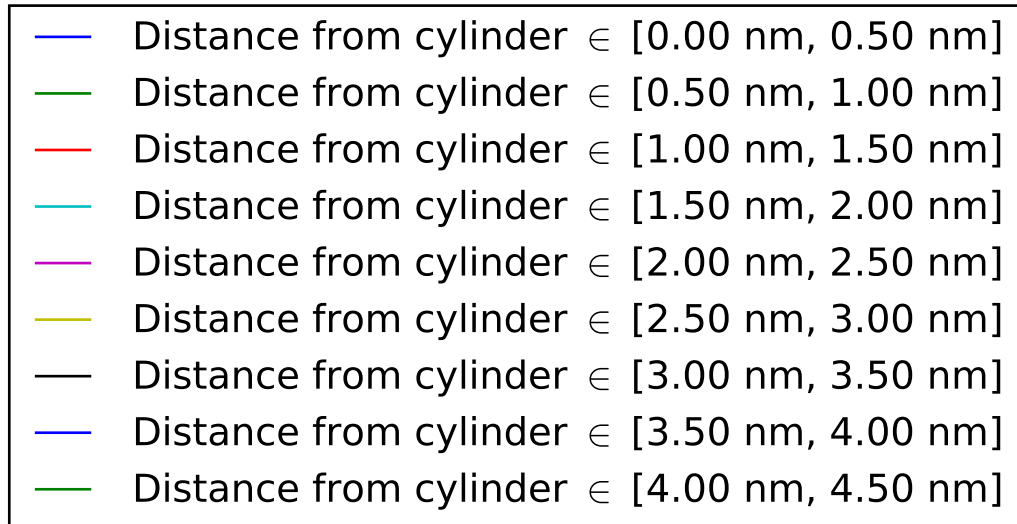 Distance from cylinder ∈ [0.00 nm, 0.50 nm]
Distance from cylinder ∈ [0.50 nm, 1.00 nm]
Distance from cylinder ∈ [1.00 nm, 1.50 nm]
Distance from cylinder ∈ [1.50 nm, 2.00 nm]
Distance from cylinder ∈ [2.00 nm, 2.50 nm]
Distance from cylinder ∈ [2.50 nm, 3.00 nm]
Distance from cylinder ∈ [3.00 nm, 3.50 nm]
Distance from cylinder ∈ [3.50 nm, 4.00 nm]
Distance from cylinder ∈ [4.00 nm, 4.50 nm]